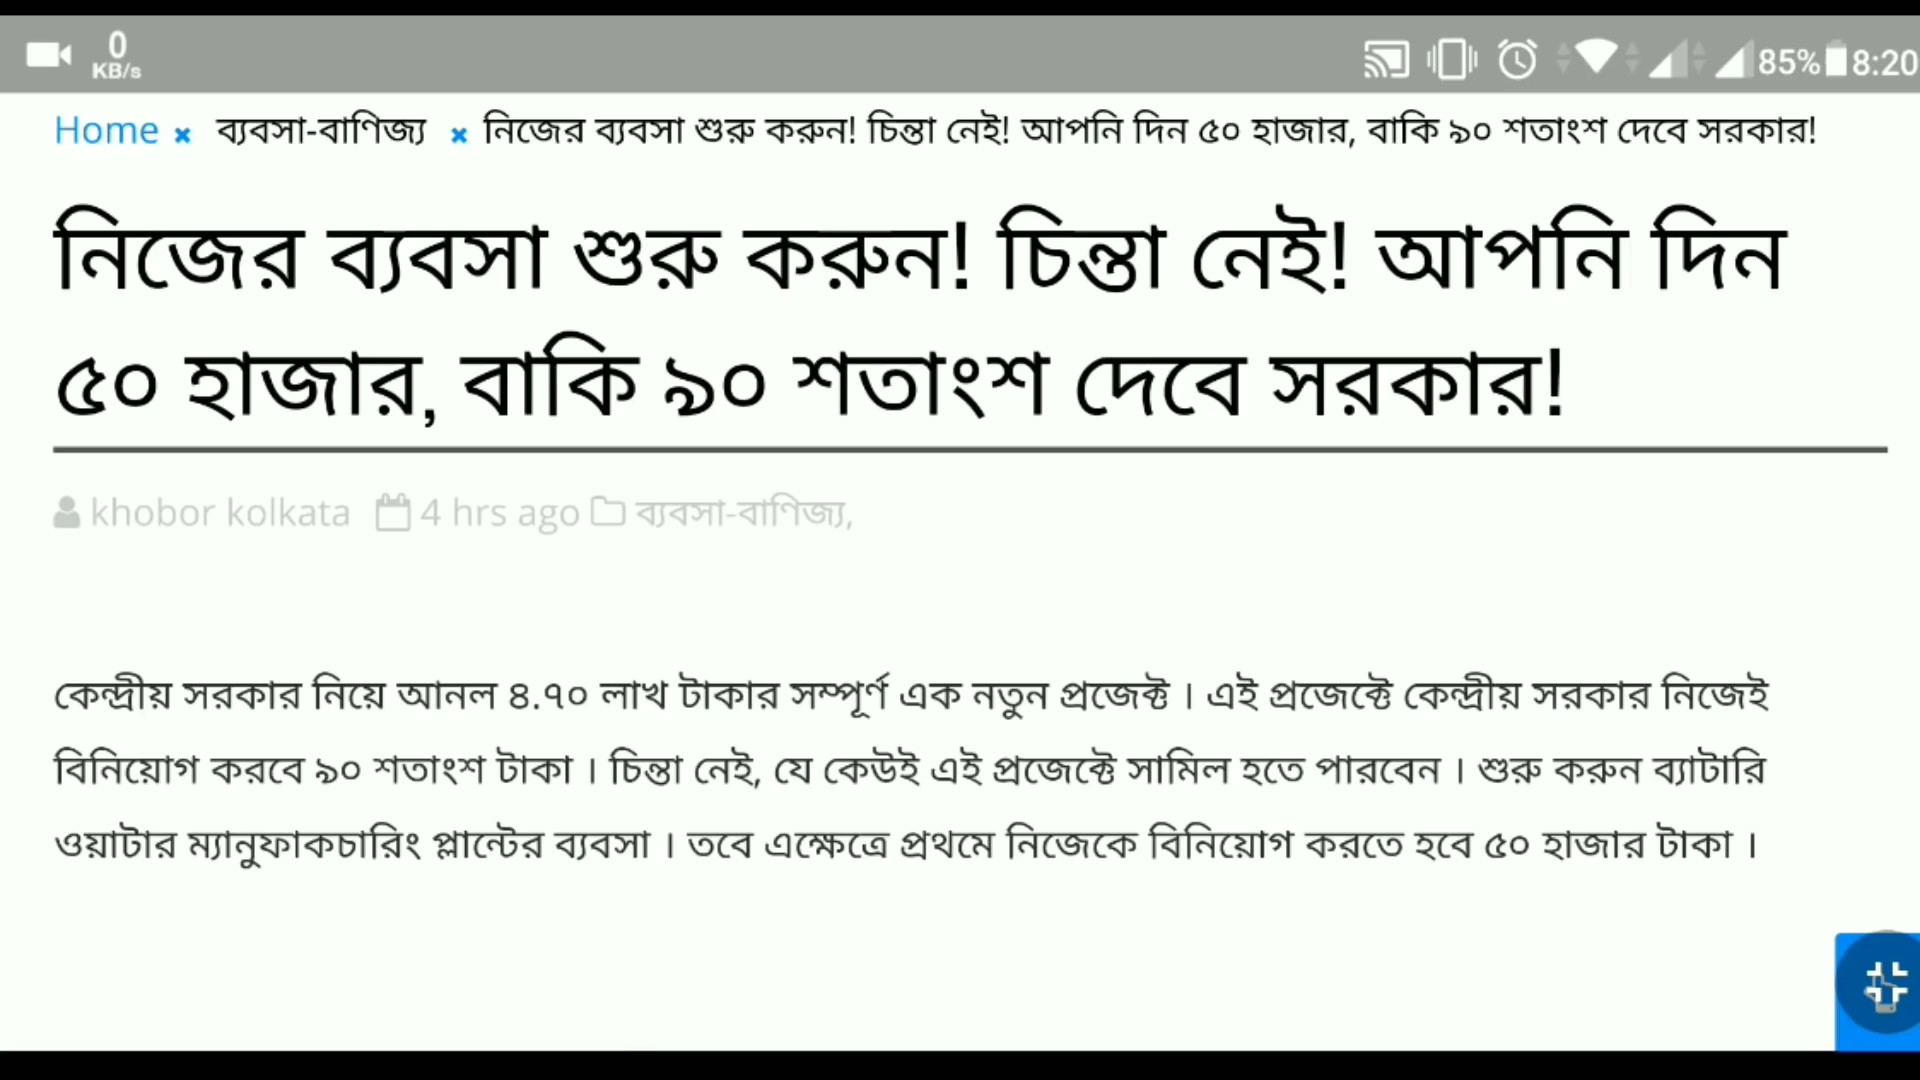 0
KB/s
85% 8:20
Home × ব্যবসা-বাণিজ্য × নিজের ব্যবসা শুরু করুন! চিন্তা নেই! আপনি দিন ৫০ হাজার, বাকি ৯০ শতাংশ দেবে সরকার!
নিজের ব্যবসা শুরু করুন! চিন্তা নেই! আপনি দিন
৫০ হাজার, বাকি ৯০ শতাংশ দেবে সরকার!
khobor kolkata 4 hrs ago ব্যবসা-বাণিজ্য,
কেন্দ্রীয় সরকার নিয়ে আনল ৪.৭০ লাখ টাকার সম্পূর্ণ এক নতুন প্রজেক্ট । এই প্রজেক্টে কেন্দ্রীয় সরকার নিজেই
বিনিয়োগ করবে ৯০ শতাংশ টাকা । চিন্তা নেই, যে কেউই এই প্রজেক্টে সামিল হতে পারবেন । শুরু করুন ব্যাটারি
ওয়াটার ম্যানুফাকচারিং প্লান্টের ব্যবসা । তবে এক্ষেত্রে প্রথমে নিজেকে বিনিয়োগ করতে হবে ৫০ হাজার টাকা ।